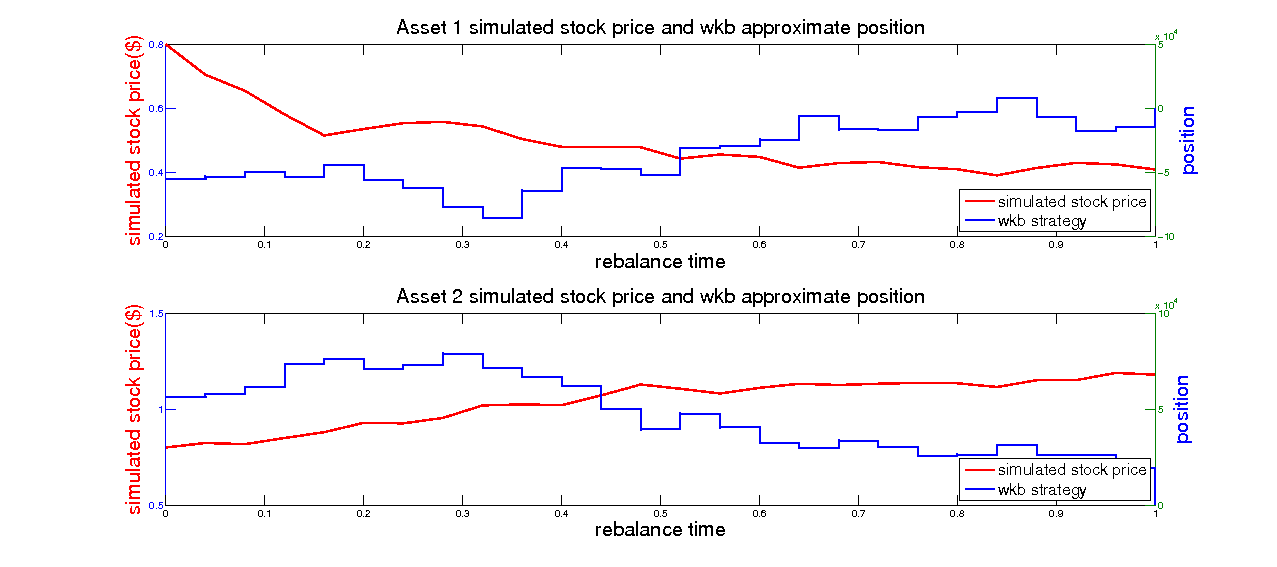 Asset 1 simulated stock price and wkb approximate position
x 10^4
simulated stock price($)
0.8
0.6
0.4
0.2
5
0
−5
−10
position
simulated stock price
wkb strategy
0 0.1 0.2 0.3 0.4 0.5 0.6 0.7 0.8 0.9 1
rebalance time
Asset 2 simulated stock price and wkb approximate position
x 10^4
simulated stock price($)
1.5
1
0.5
10
5
0
position
simulated stock price
wkb strategy
0 0.1 0.2 0.3 0.4 0.5 0.6 0.7 0.8 0.9 1
rebalance time